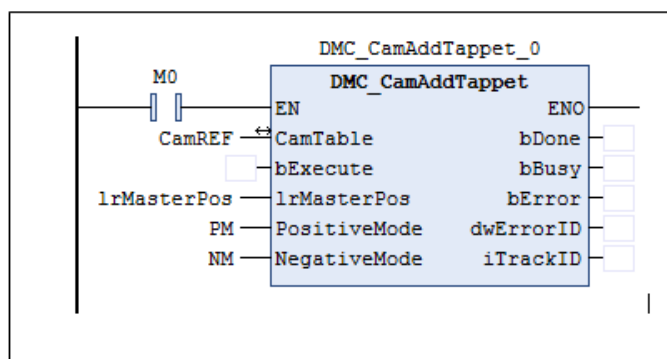 DMC_CamAddTappet_0
M0 DMC_CamAddTappet
EN ENO
CamREF CamTable bDone
bExecute bBusy
lrMasterPos lrMasterPos bError
PM PositiveMode dwErrorID
NM NegativeMode iTrackID